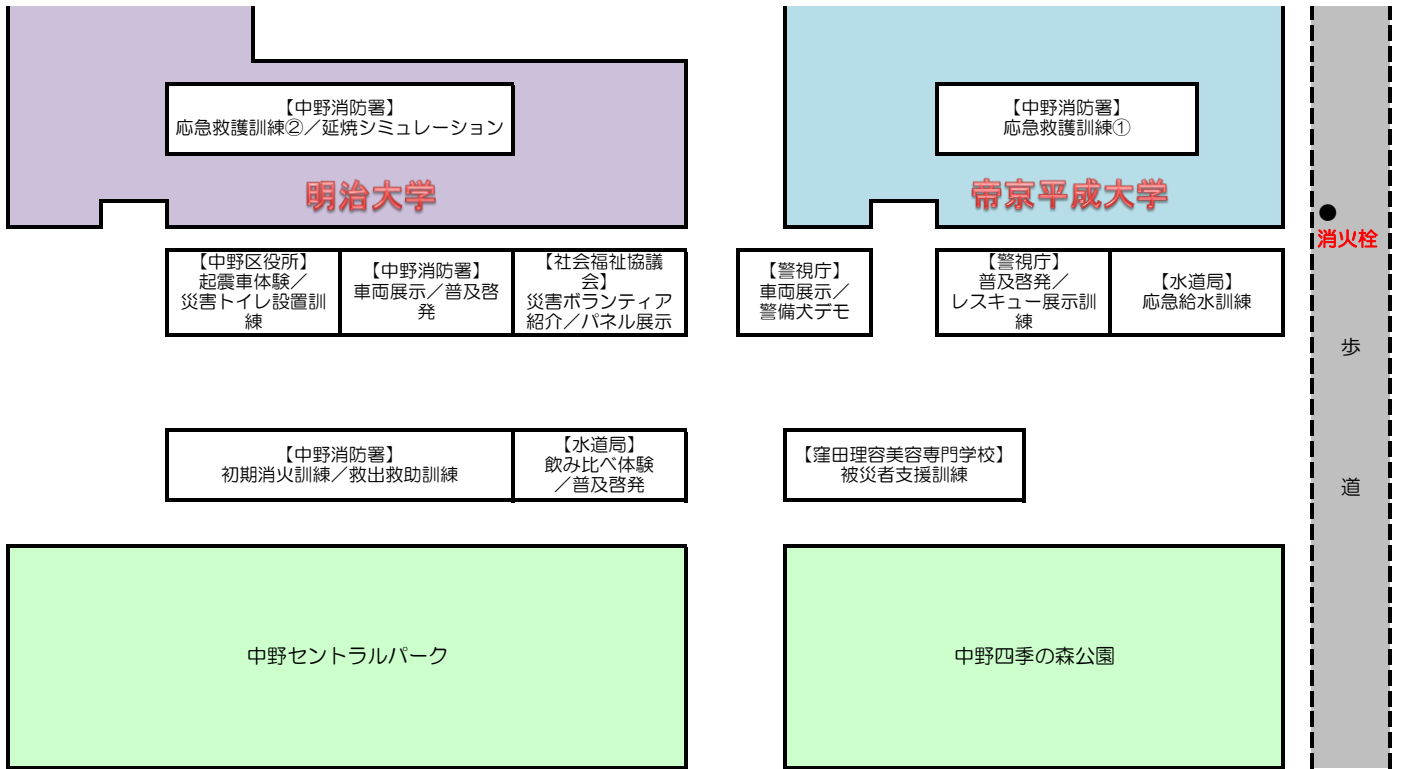 【中野消防署】
応急救護訓練②／延焼シミュレーション
【中野消防署】
応急救護訓練①
明治大学
帝京平成大学
消火栓
【中野区役所】
起震車体験／
災害トイレ設置訓
練
【中野消防署】
車両展示／普及啓
発
【社会福祉協議
会】
災害ボランティア
紹介／パネル展示
【警視庁】
車両展示／
警備犬デモ
【警視庁】
普及啓発／
レスキュー展示訓
練
【水道局】
応急給水訓練
歩
道
【中野消防署】
初期消火訓練／救出救助訓練
【水道局】
飲み比べ体験
／普及啓発
【窪田理容美容専門学校】
被災者支援訓練
中野セントラルパーク
中野四季の森公園